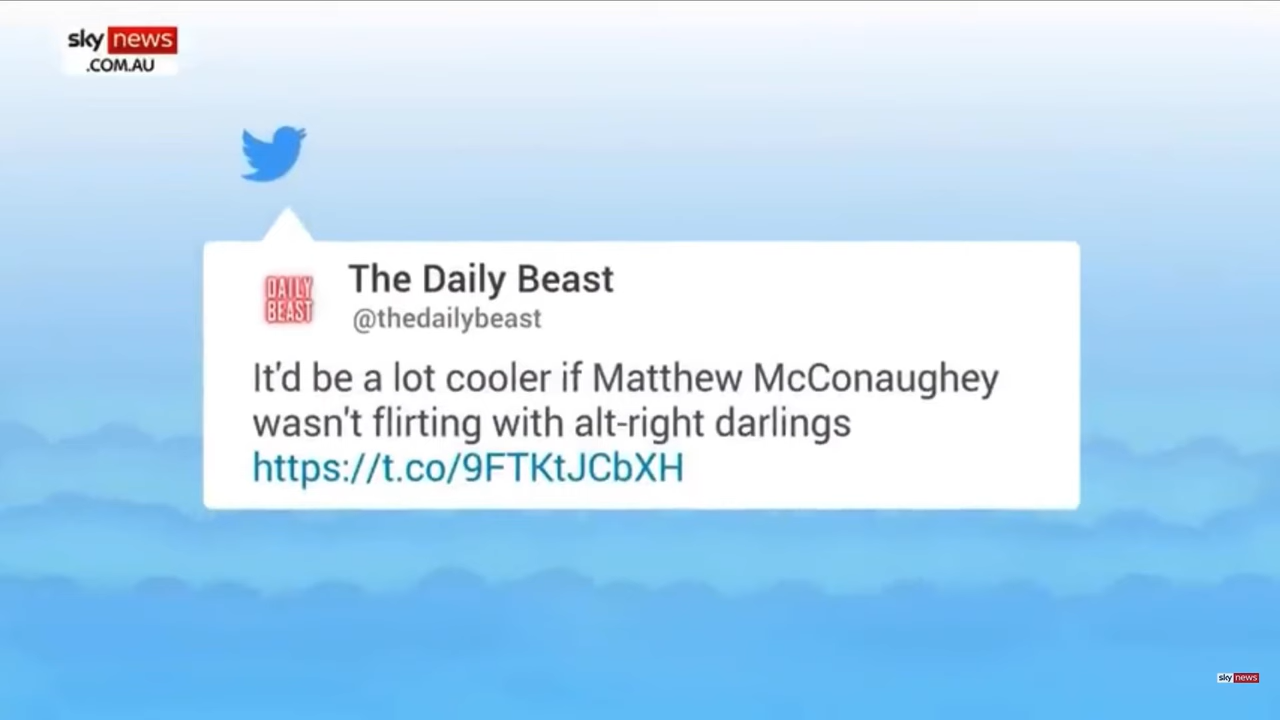 sky news
.COM.AU
DAILY
BEAST
The Daily Beast
@thedailybeast
It'd be a lot cooler if Matthew McConaughey
wasn't flirting with alt-right darlings
https://t.co/9FTKtJCbXH
sky news